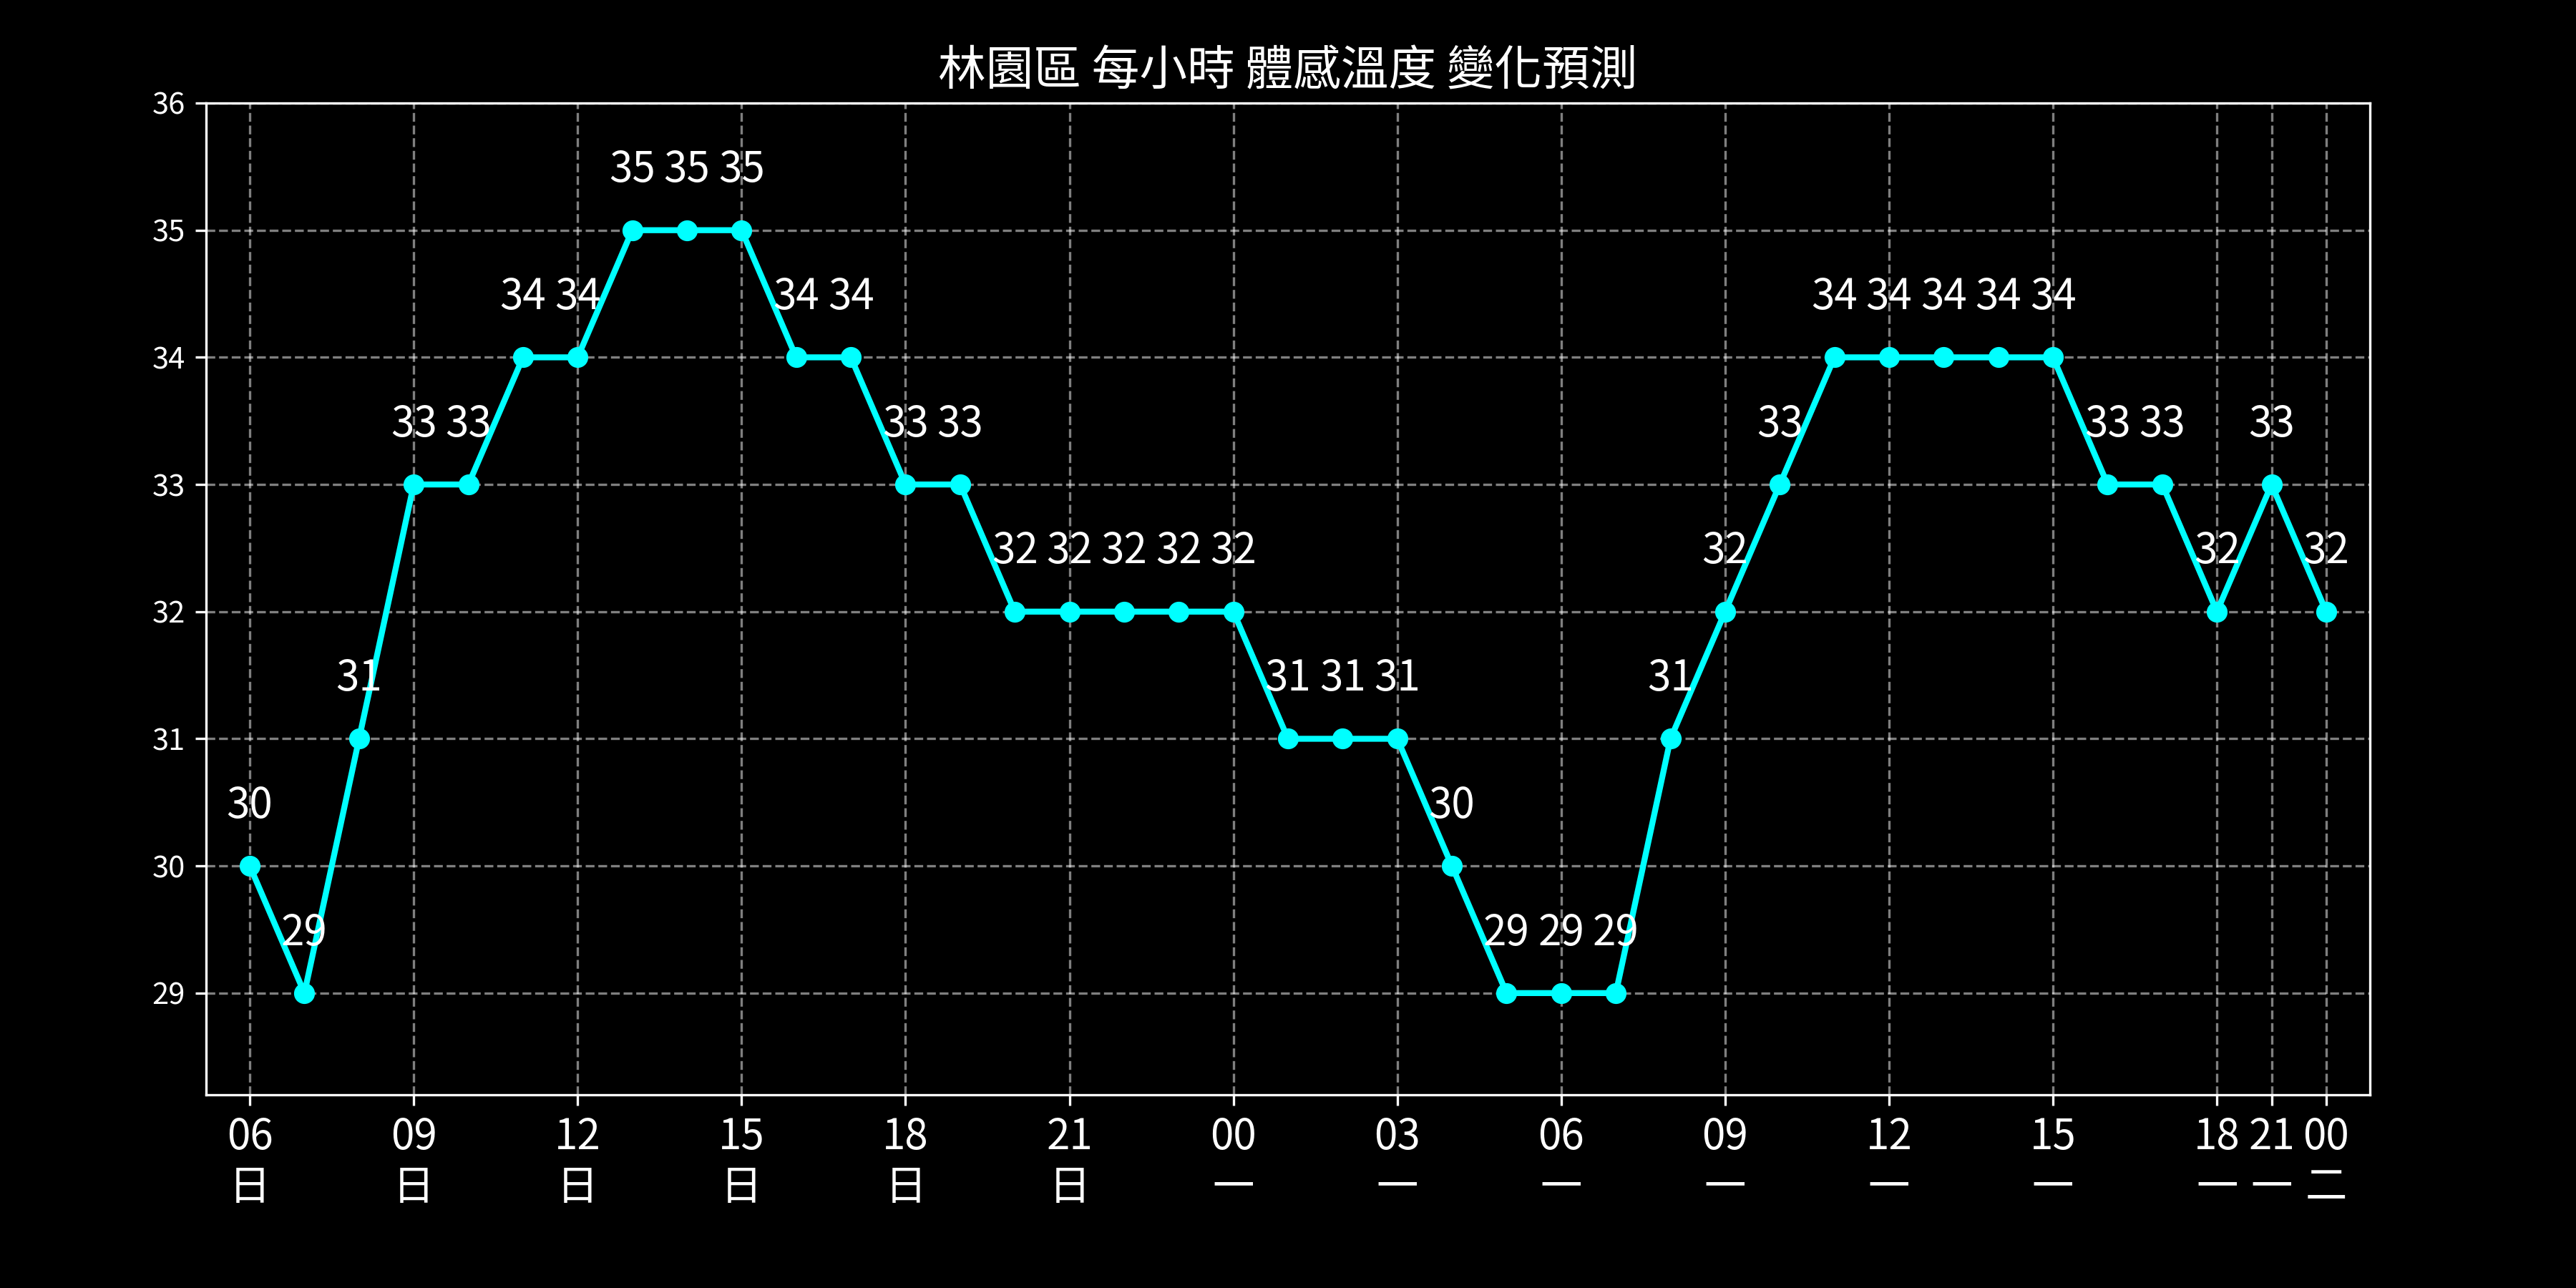 林園區 每小時 體感溫度 變化預測
36
35 35 35
35
34 34 34 34 34 34 34 34 34
34
33 33 33 33 33 33 33 33
33
32 32 32 32 32 32 32 32
32
31 31 31 31 31
31
30 30
30
29 29 29 29
29
06 09 12 15 18 21 00 03 06 09 12 15 18 21 00
日 日 日 日 日 日 一 一 一 一 一 一 一 一 二